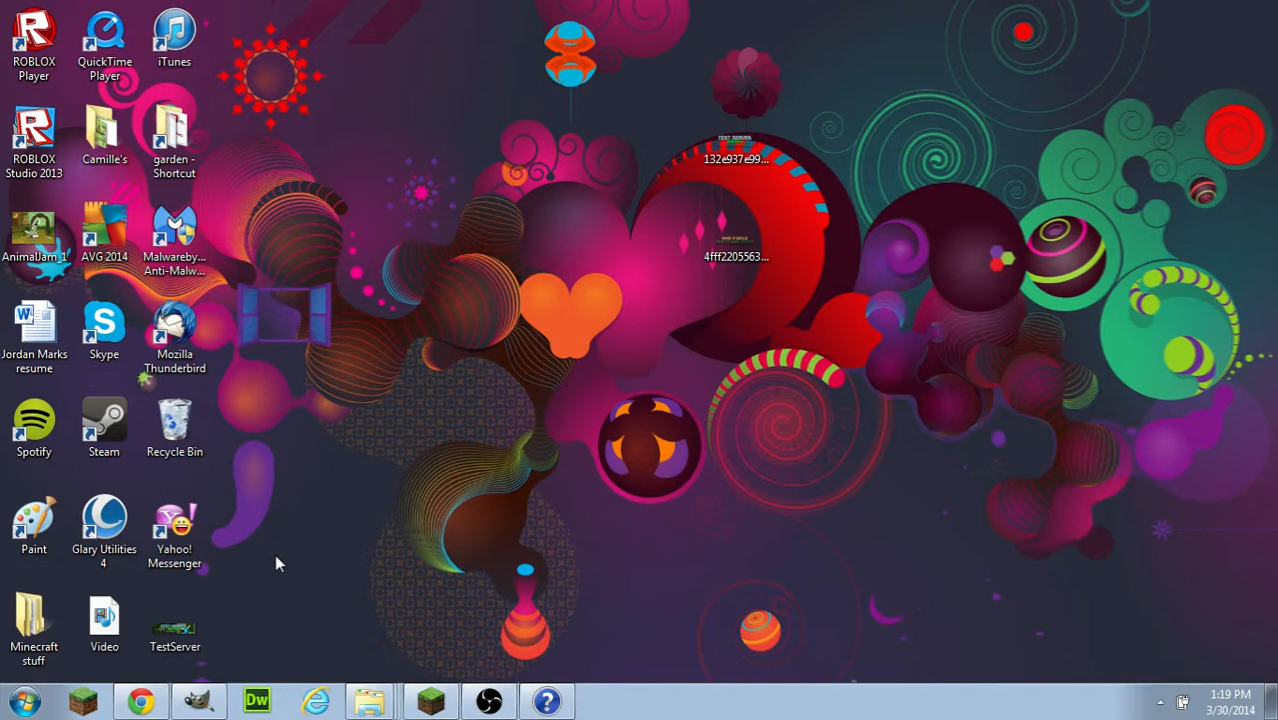 ROBLOX
Player
QuickTime
Player
iTunes
ROBLOX
Studio 2013
Camille's
garden -
Shortcut
AnimalJam_1
AVG 2014
Malwareby...
Anti-Malw...
Jordan Marks
resume
Skype
Mozilla
Thunderbird
Spotify
Steam
Recycle Bin
Paint
Glary Utilities
4
Yahoo!
Messenger
Minecraft
stuff
Video
TestServer
TEST SERVER
132e937e99...
4fff2205563...
Dw
1:19 PM
3/30/2014